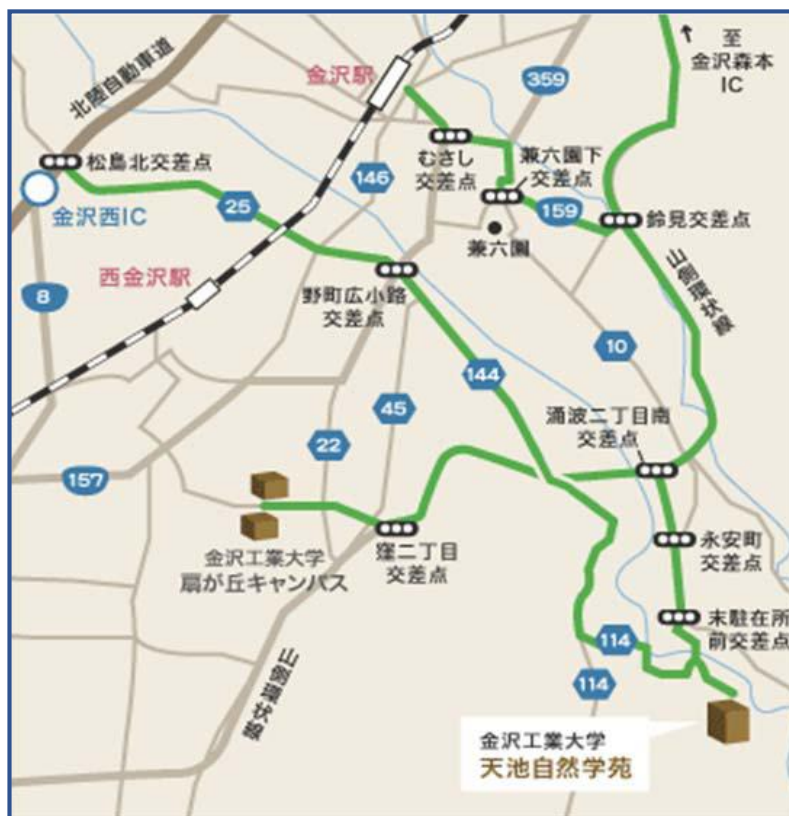 至
金沢森本
IC
北陸自動車道
金沢駅
359
松島北交差点
むさし
交差点
兼六園下
交差点
146
25
159
鈴見交差点
金沢西IC
兼六園
西金沢駅
野町広小路
交差点
山側環状線
8
10
144
45
涌波二丁目南
交差点
22
157
金沢工業大学
扇が丘キャンパス
窪二丁目
交差点
永安町
交差点
末駐在所
前交差点
114
114
山側環状線
金沢工業大学
天池自然学苑